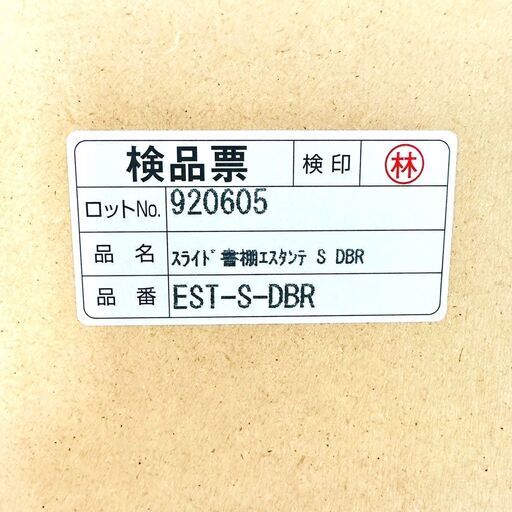 検品票 検印 林
ロットNo. 920605
品名 ｽﾗｲﾄﾞ書棚ｴｽﾀﾝﾃ S DBR
品番 EST-S-DBR